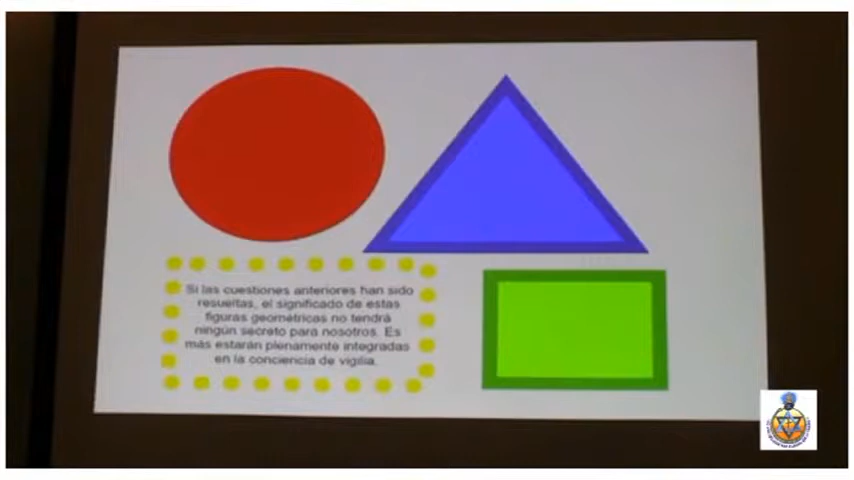 Si las cuestiones anteriores han sido
resueltas, el significado de estas
figuras geométricas no tendrá
ningún secreto para nosotros. Es
más estarán plenamente integradas
en la conciencia de vigilia.